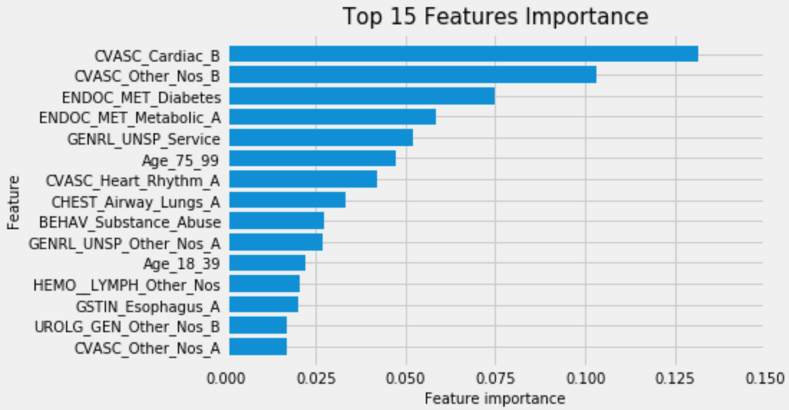 Top 15 Features Importance
Feature
CVASC_Cardiac_B
CVASC_Other_Nos_B
ENDOC_MET_Diabetes
ENDOC_MET_Metabolic_A
GENRL_UNSP_Service
Age_75_99
CVASC_Heart_Rhythm_A
CHEST_Airway_Lungs_A
BEHAV_Substance_Abuse
GENRL_UNSP_Other_Nos_A
Age_18_39
HEMO__LYMPH_Other_Nos
GSTIN_Esophagus_A
UROLG_GEN_Other_Nos_B
CVASC_Other_Nos_A
0.000 0.025 0.050 0.075 0.100 0.125 0.150
Feature importance